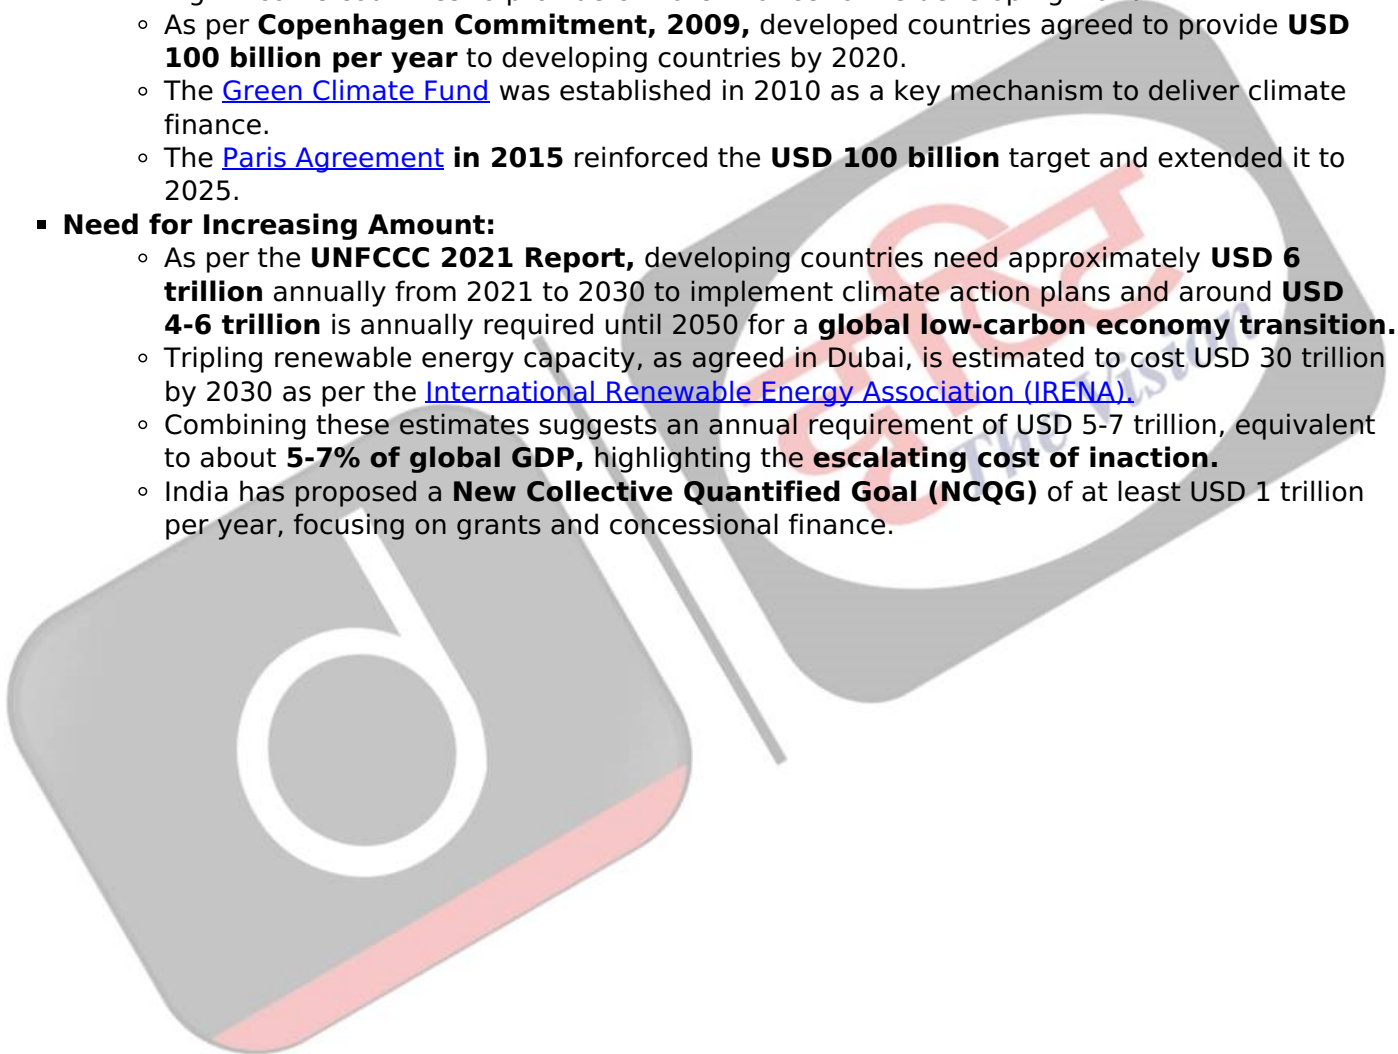 ◦ As per Copenhagen Commitment, 2009, developed countries agreed to provide USD
100 billion per year to developing countries by 2020.
◦ The Green Climate Fund was established in 2010 as a key mechanism to deliver climate
finance.
◦ The Paris Agreement in 2015 reinforced the USD 100 billion target and extended it to
2025.
▪ Need for Increasing Amount:
◦ As per the UNFCCC 2021 Report, developing countries need approximately USD 6
trillion annually from 2021 to 2030 to implement climate action plans and around USD
4-6 trillion is annually required until 2050 for a global low-carbon economy transition.
◦ Tripling renewable energy capacity, as agreed in Dubai, is estimated to cost USD 30 trillion
by 2030 as per the International Renewable Energy Association (IRENA).
◦ Combining these estimates suggests an annual requirement of USD 5-7 trillion, equivalent
to about 5-7% of global GDP, highlighting the escalating cost of inaction.
◦ India has proposed a New Collective Quantified Goal (NCQG) of at least USD 1 trillion
per year, focusing on grants and concessional finance.
दृष्टि
The Vision
d